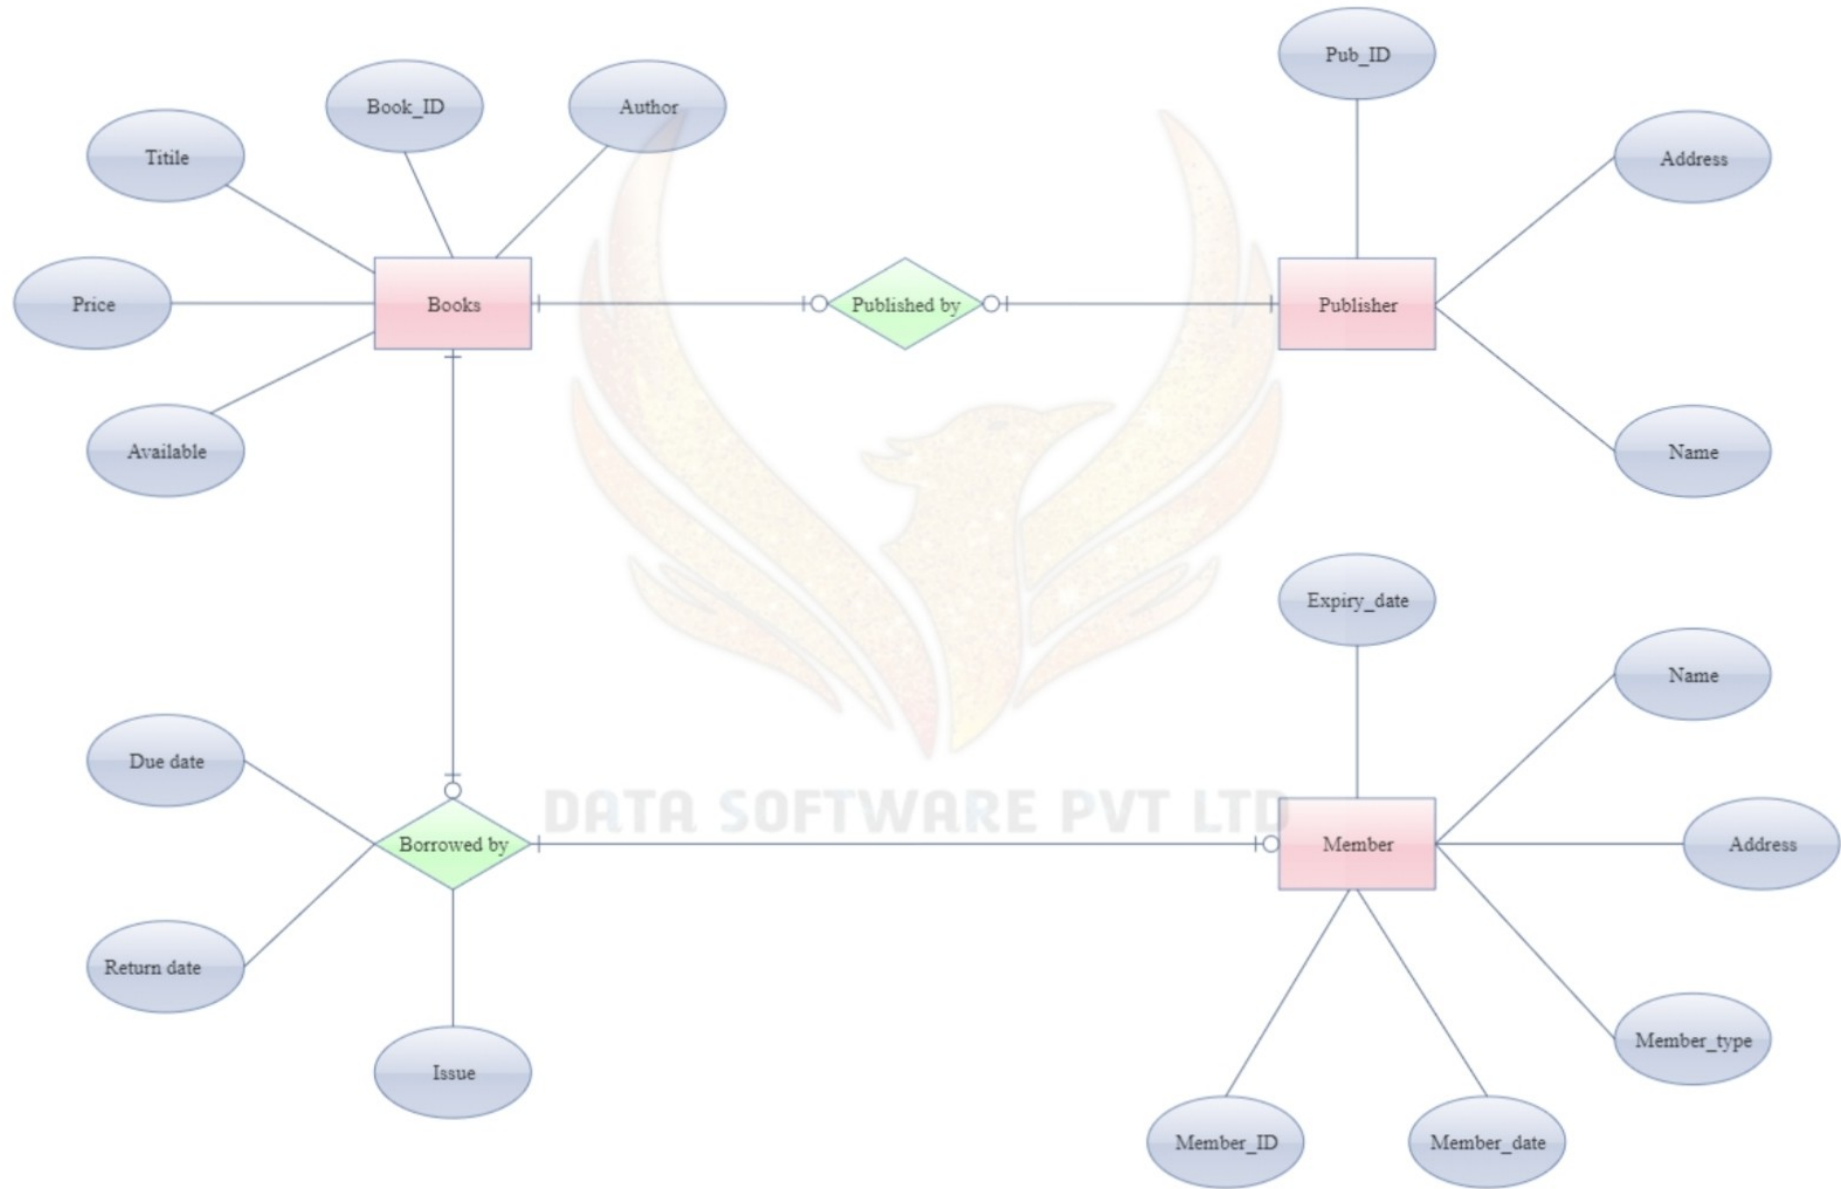 Pub_ID
Book_ID
Author
Titile
Address
Price
Books
Published by
Publisher
Available
Name
Expiry_date
Name
Due date
DATA SOFTWARE PVT LTD
Borrowed by
Member
Address
Return date
Member_type
Issue
Member_ID
Member_date